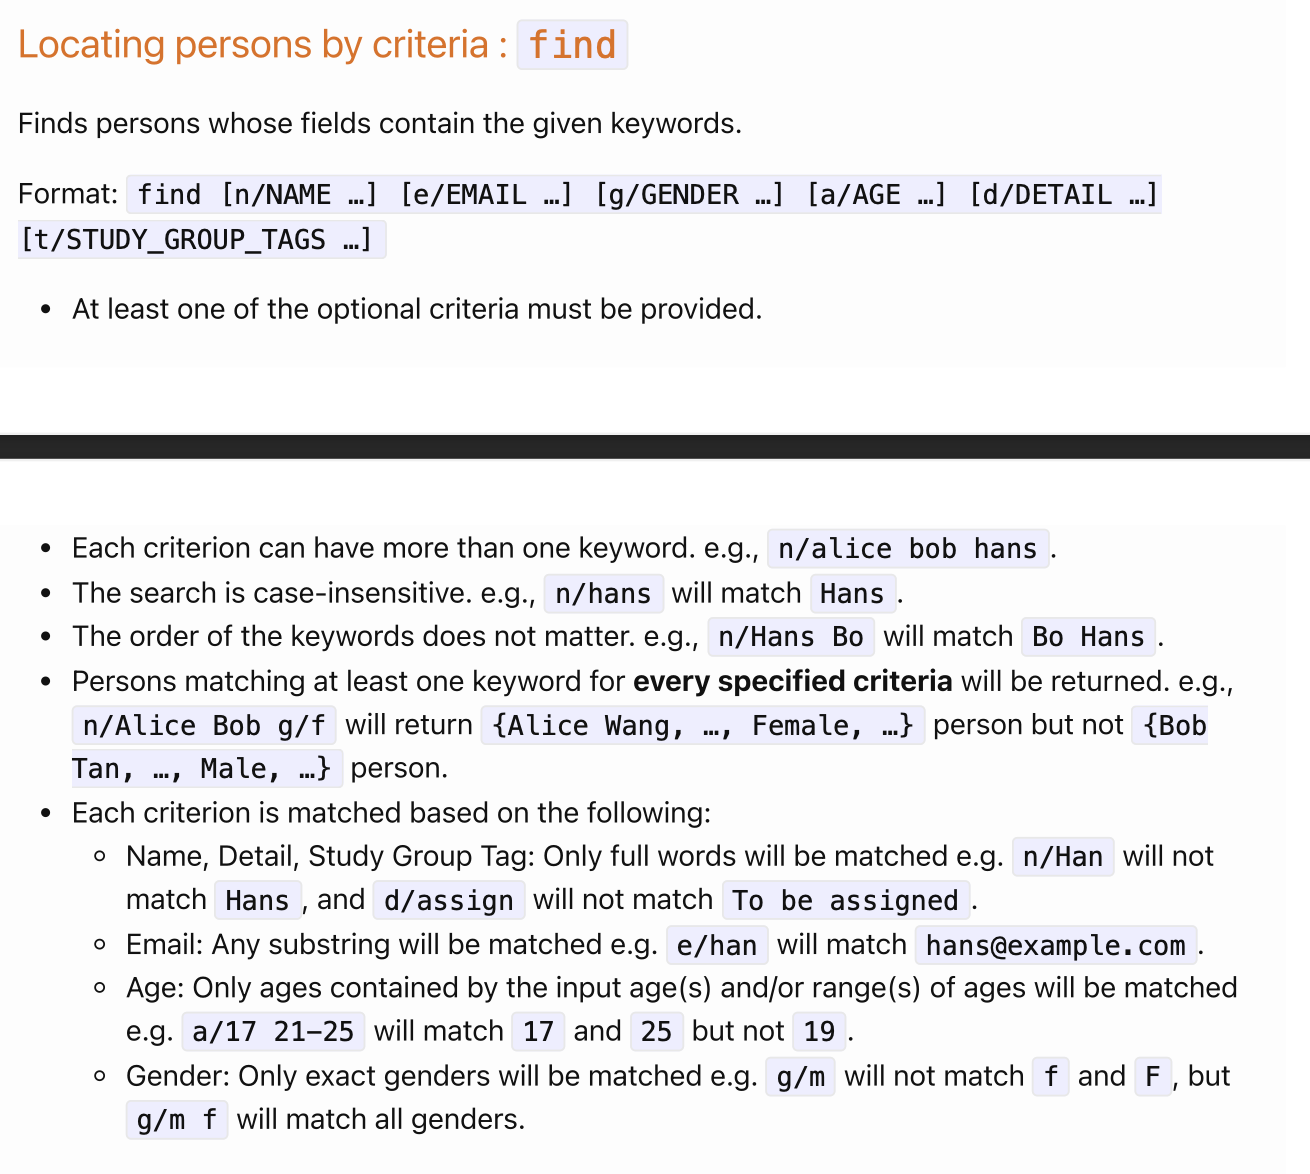 Locating persons by criteria : find
Finds persons whose fields contain the given keywords.
Format: find [n/NAME …] [e/EMAIL …] [g/GENDER …] [a/AGE …] [d/DETAIL …]
[t/STUDY_GROUP_TAGS …]
• At least one of the optional criteria must be provided.
• Each criterion can have more than one keyword. e.g., n/alice bob hans.
• The search is case-insensitive. e.g., n/hans will match Hans.
• The order of the keywords does not matter. e.g., n/Hans Bo will match Bo Hans.
• Persons matching at least one keyword for every specified criteria will be returned. e.g.,
n/Alice Bob g/f will return {Alice Wang, …, Female, …} person but not {Bob
Tan, …, Male, …} person.
• Each criterion is matched based on the following:
◦ Name, Detail, Study Group Tag: Only full words will be matched e.g. n/Han will not
match Hans, and d/assign will not match To be assigned.
◦ Email: Any substring will be matched e.g. e/han will match hans@example.com.
◦ Age: Only ages contained by the input age(s) and/or range(s) of ages will be matched
e.g. a/17 21–25 will match 17 and 25 but not 19.
◦ Gender: Only exact genders will be matched e.g. g/m will not match f and F, but
g/m f will match all genders.